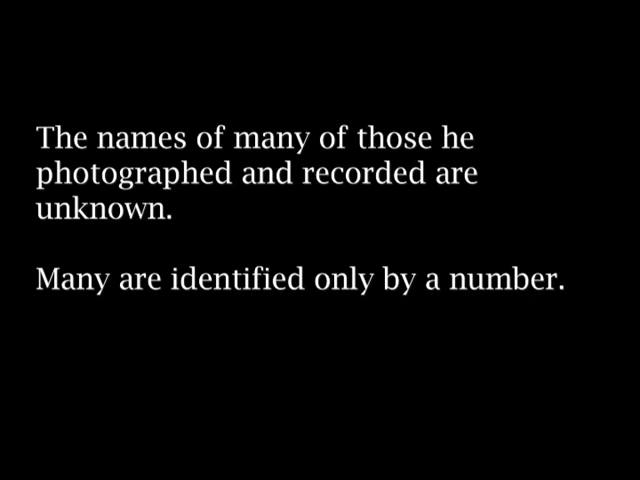 The names of many of those he
photographed and recorded are
unknown.
Many are identified only by a number.